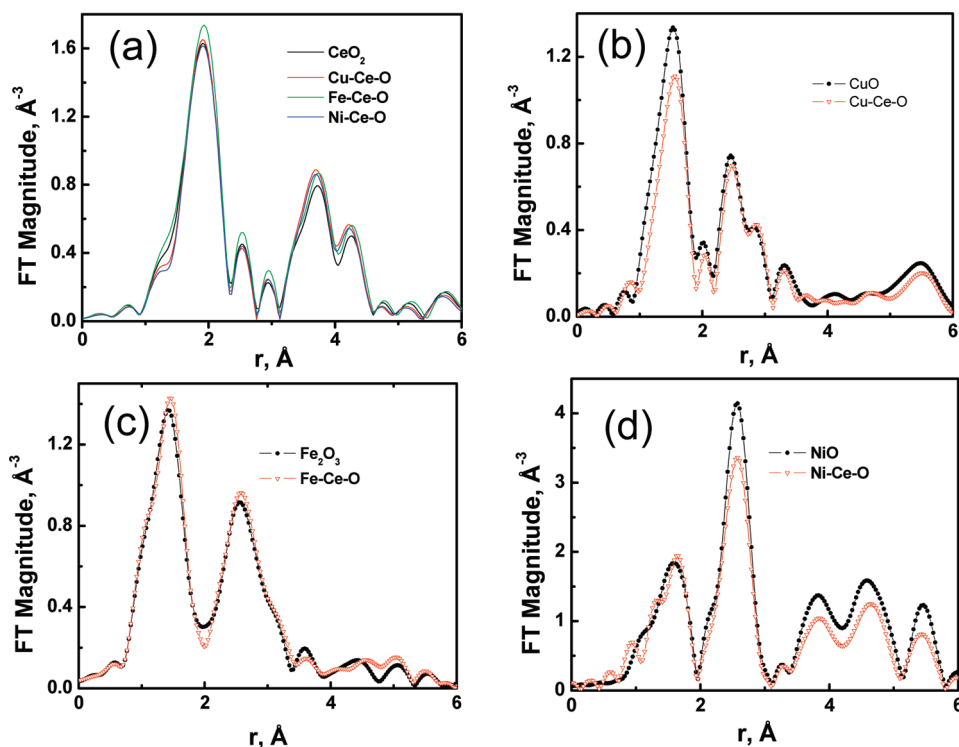 (a)
CeO2
Cu-Ce-O
Fe-Ce-O
Ni-Ce-O
FT Magnitude, Å-3
1.6
1.2
0.8
0.4
0.0
0 2 4 6
r, Å
(b)
CuO
Cu-Ce-O
FT Magnitude, Å-3
1.2
0.8
0.4
0.0
0 2 4 6
r, Å
(c)
Fe2O3
Fe-Ce-O
FT Magnitude, Å-3
1.2
0.8
0.4
0.0
0 2 4 6
r, Å
(d)
NiO
Ni-Ce-O
FT Magnitude, Å-3
4
3
2
1
0
0 2 4 6
r, Å